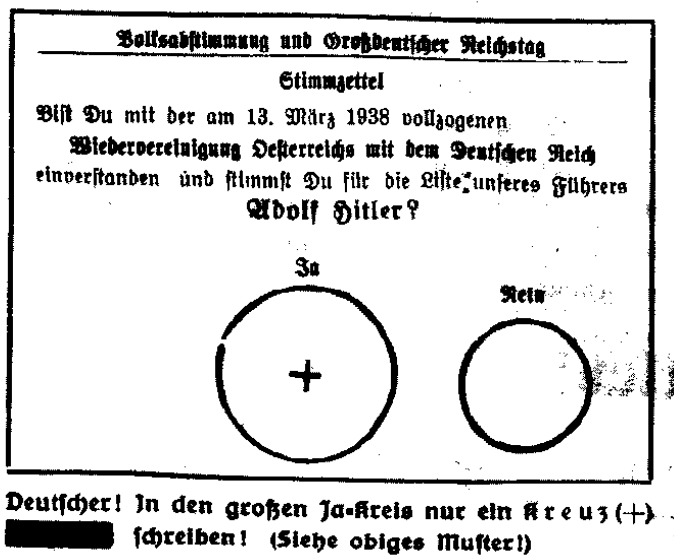 Volksabstimmung und Großdeutscher Reichstag
Stimmzettel
Bist Du mit der am 13. März 1938 vollzogenen
Wiedervereinigung Oesterreichs mit dem Deutschen Reich
einverstanden und stimmst Du für die Liste unseres Führers
Adolf Hitler?
Ja
Nein
+
Deutscher! In den großen Ja-Kreis nur ein Kreuz (+)
schreiben! (Siehe obiges Muster!)